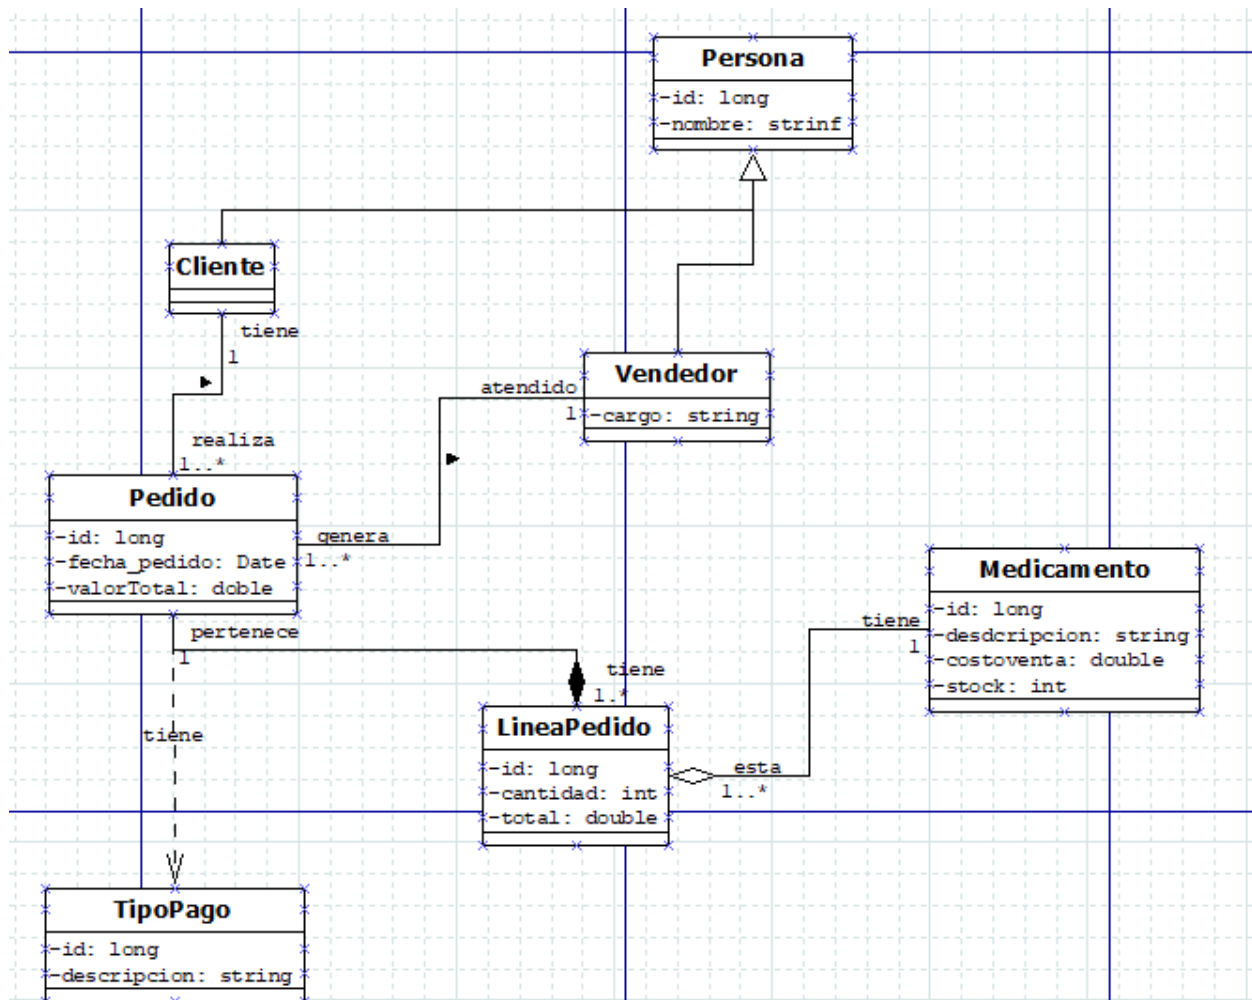 Persona
-id: long
-nombre: strinf
Cliente
tiene
1
Vendedor
-cargo: string
atendido
1
realiza
1..*
Pedido
-id: long
-fecha_pedido: Date
-valorTotal: doble
genera
1..*
Medicamento
-id: long
-desdcripcion: string
-costoventa: double
-stock: int
tiene
1
pertenece
1
tiene
1..*
LineaPedido
-id: long
-cantidad: int
-total: double
esta
1..*
tiene
TipoPago
-id: long
-descripcion: string